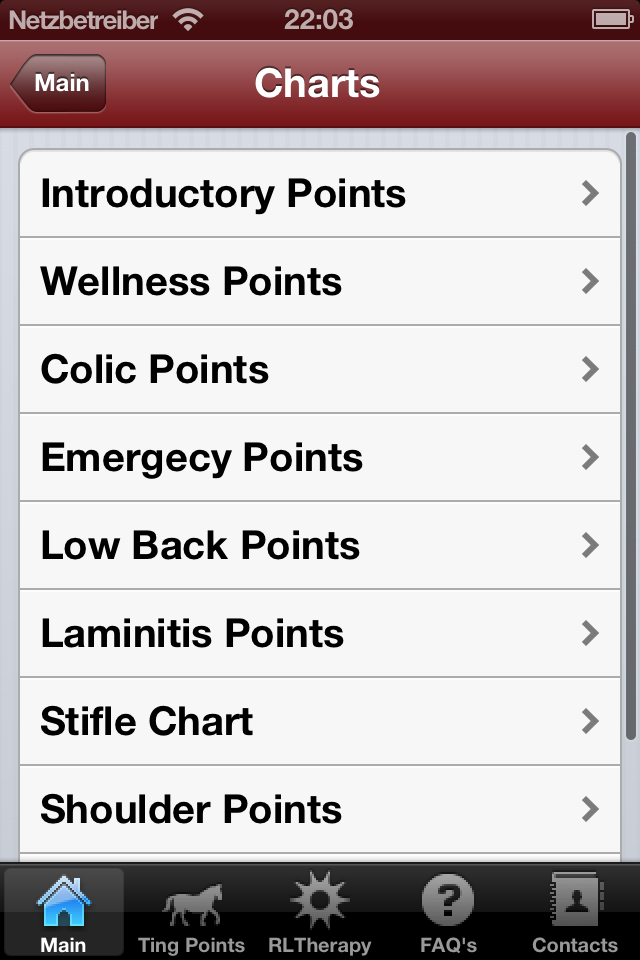 Netzbetreiber 22:03
Main Charts
Introductory Points
Wellness Points
Colic Points
Emergecy Points
Low Back Points
Laminitis Points
Stifle Chart
Shoulder Points
Main Ting Points RLTherapy FAQ's Contacts